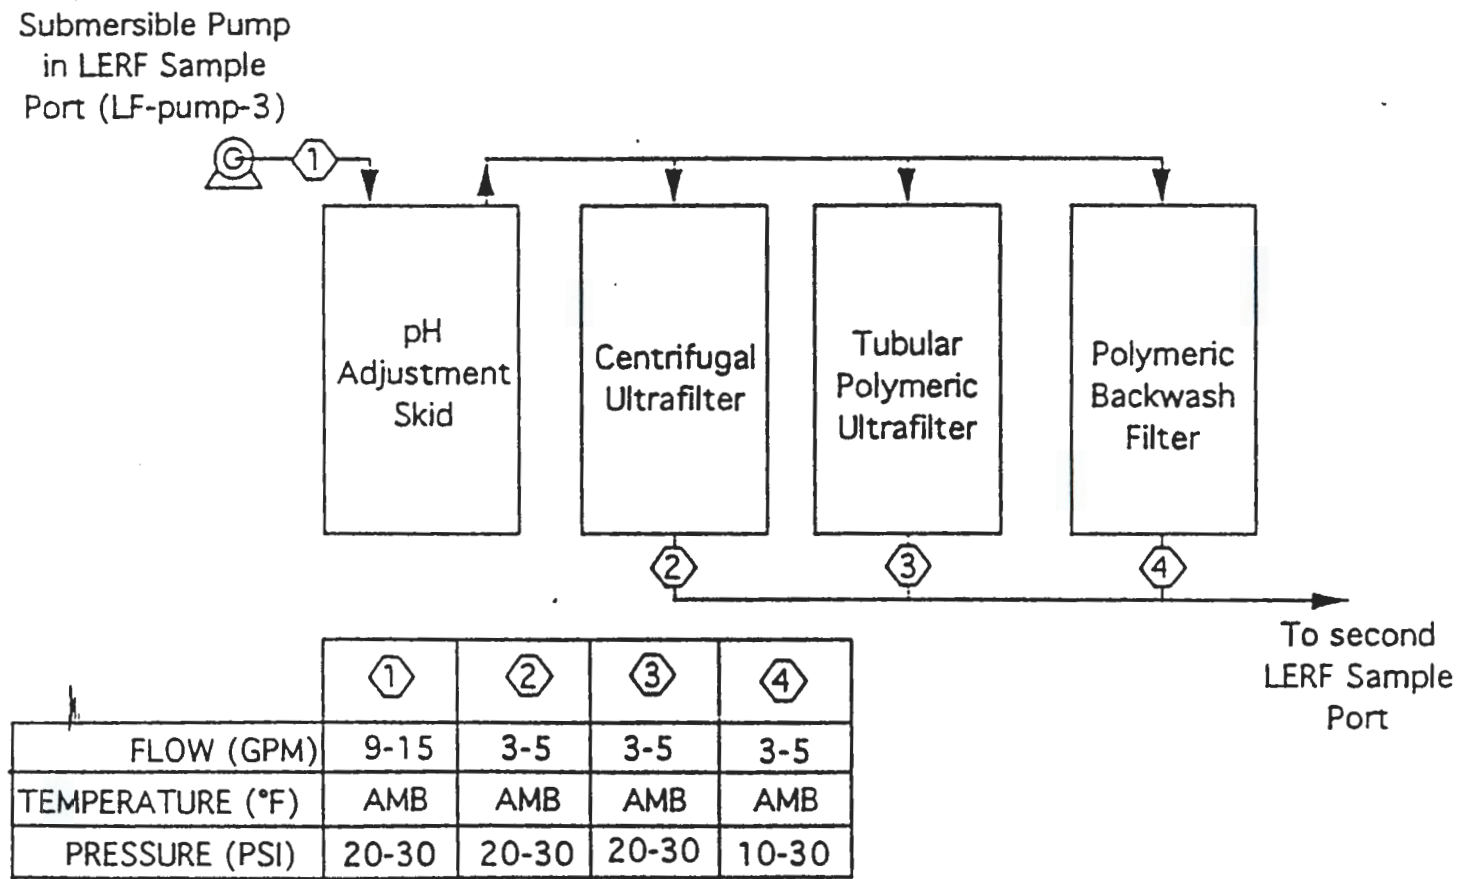 Submersible Pump
in LERF Sample
Port (LF-pump-3)
1
pH
Adjustment
Skid
Centrifugal
Ultrafilter
Tubular
Polymeric
Ultrafilter
Polymeric
Backwash
Filter
2 3 4
To second
LERF Sample
Port
1 2 3 4
FLOW (GPM) 9-15 3-5 3-5 3-5
TEMPERATURE (°F) AMB AMB AMB AMB
PRESSURE (PSI) 20-30 20-30 20-30 10-30